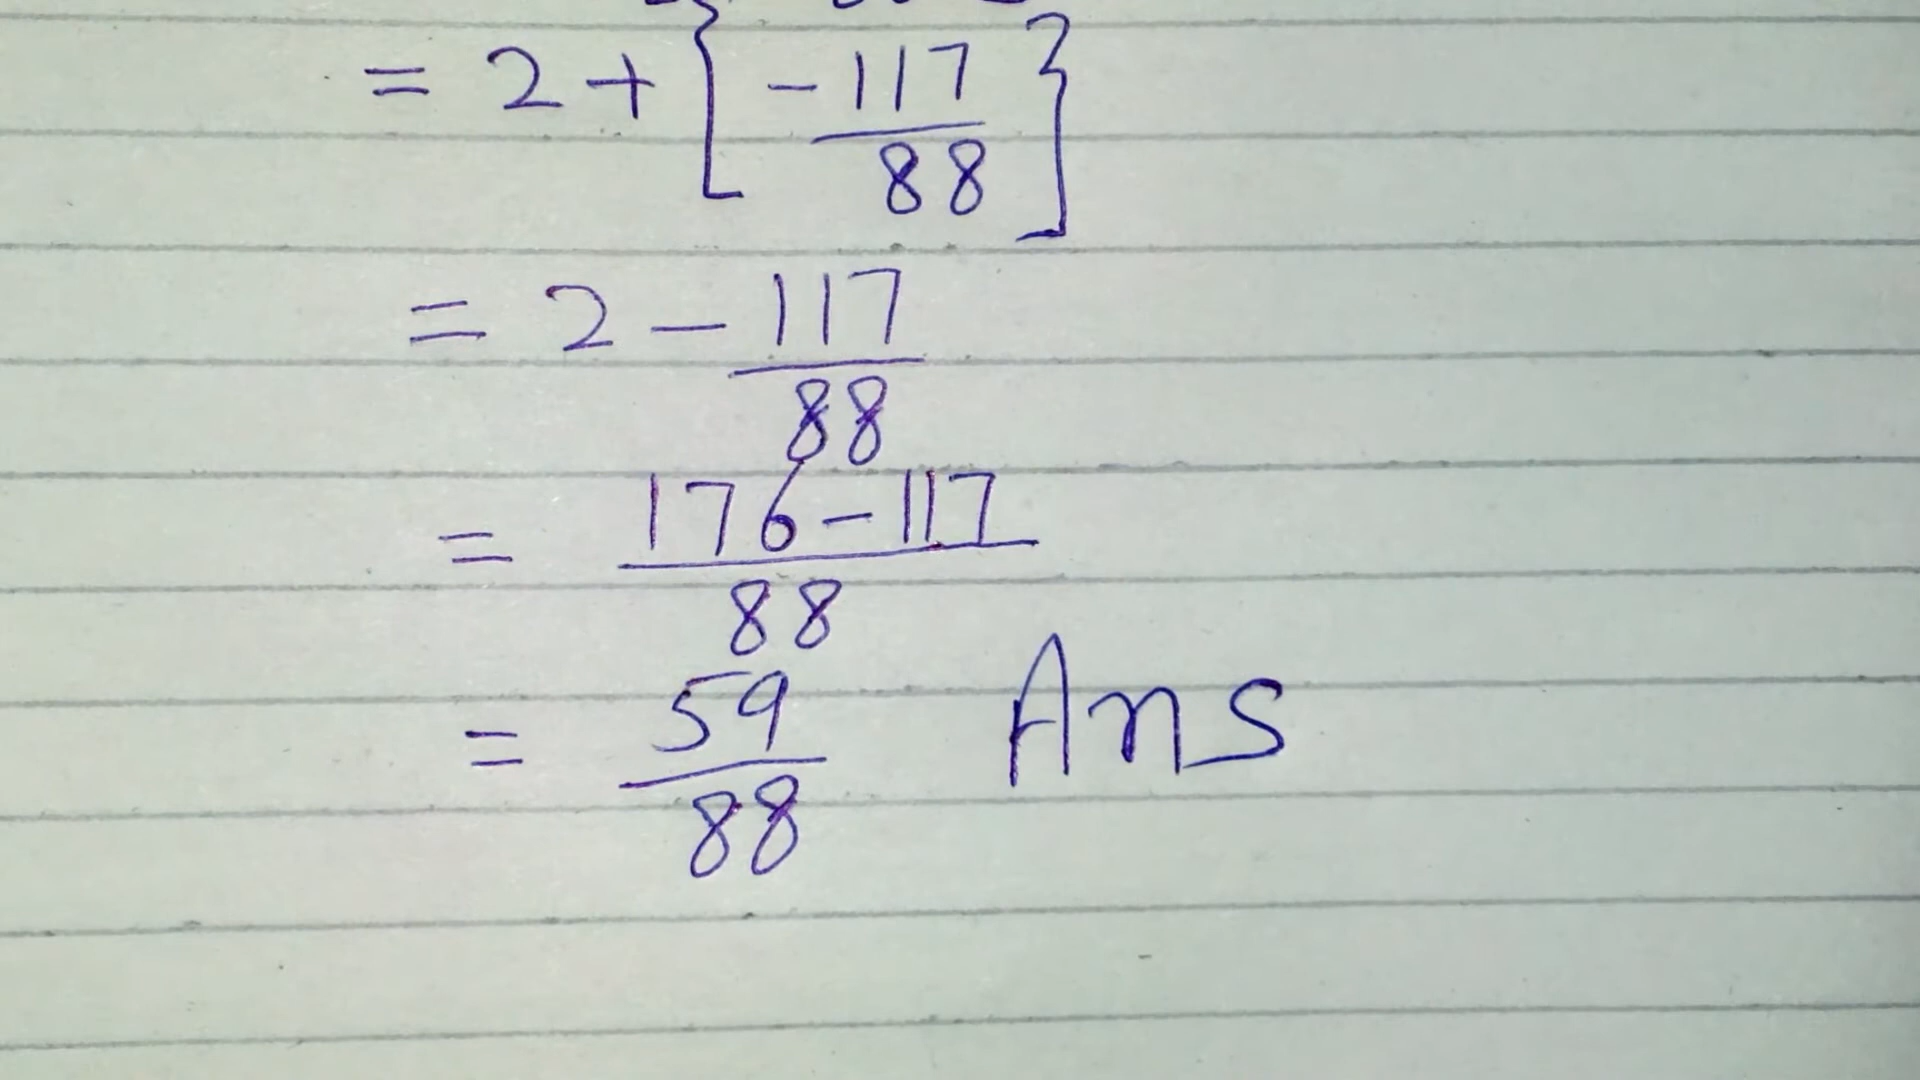 = 2 + { -117/88 }
= 2 - 117/88
= 176 - 117/88
= 59/88 Ans